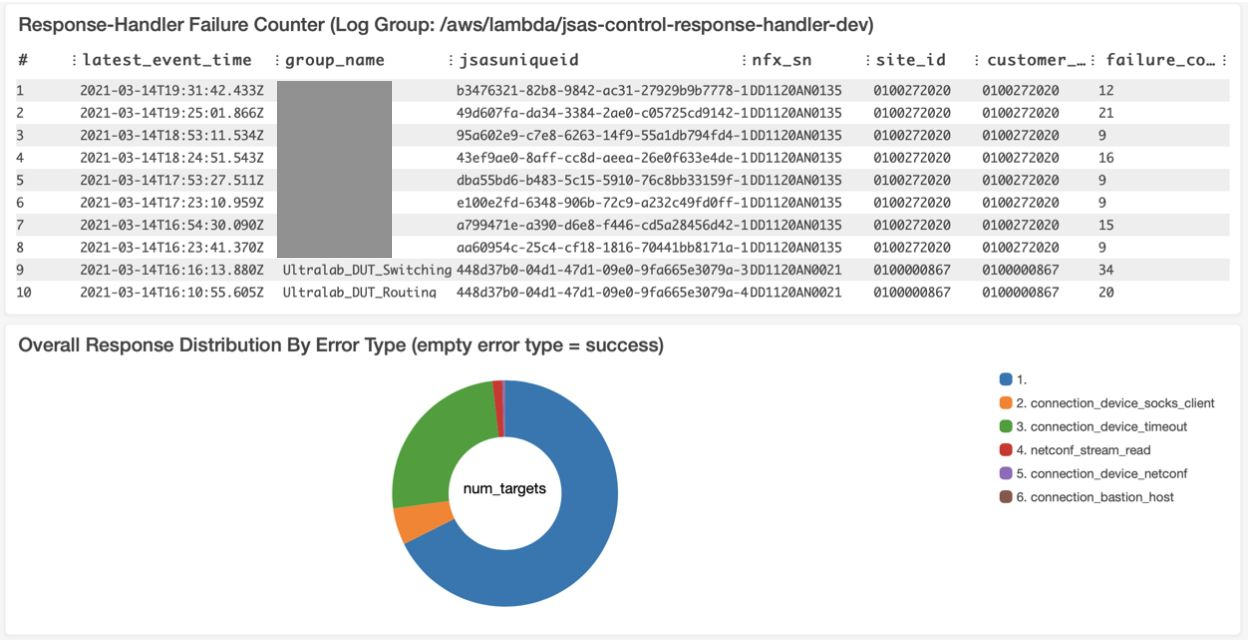 Response-Handler Failure Counter (Log Group: /aws/lambda/jsas-control-response-handler-dev)
# latest_event_time group_name jsasuniqueid nfx_sn site_id customer_… failure_co…
1 2021-03-14T19:31:42.433Z b3476321-82b8-9842-ac31-27929b9b7778-1 DD1120AN0135 0100272020 0100272020 12
2 2021-03-14T19:25:01.866Z 49d607fa-da34-3384-2ae0-c05725cd9142-1 DD1120AN0135 0100272020 0100272020 21
3 2021-03-14T18:53:11.534Z 95a602e9-c7e8-6263-14f9-55a1db794fd4-1 DD1120AN0135 0100272020 0100272020 9
4 2021-03-14T18:24:51.543Z 43ef9ae0-8aff-cc8d-aeea-26e0f633e4de-1 DD1120AN0135 0100272020 0100272020 16
5 2021-03-14T17:53:27.511Z dba55bd6-b483-5c15-5910-76c8bb33159f-1 DD1120AN0135 0100272020 0100272020 9
6 2021-03-14T17:23:10.959Z e100e2fd-6348-906b-72c9-a232c49fd0ff-1 DD1120AN0135 0100272020 0100272020 9
7 2021-03-14T16:54:30.090Z a799471e-a390-d6e8-f446-cd5a28456d42-1 DD1120AN0135 0100272020 0100272020 15
8 2021-03-14T16:23:41.370Z aa60954c-25c4-cf18-1816-70441bb8171a-1 DD1120AN0135 0100272020 0100272020 9
9 2021-03-14T16:16:13.880Z Ultralab_DUT_Switching 448d37b0-04d1-47d1-09e0-9fa665e3079a-3 DD1120AN0021 0100000867 0100000867 34
10 2021-03-14T16:10:55.605Z Ultralab_DUT_Routing 448d37b0-04d1-47d1-09e0-9fa665e3079a-4 DD1120AN0021 0100000867 0100000867 20
Overall Response Distribution By Error Type (empty error type = success)
num_targets
1.
2. connection_device_socks_client
3. connection_device_timeout
4. netconf_stream_read
5. connection_device_netconf
6. connection_bastion_host